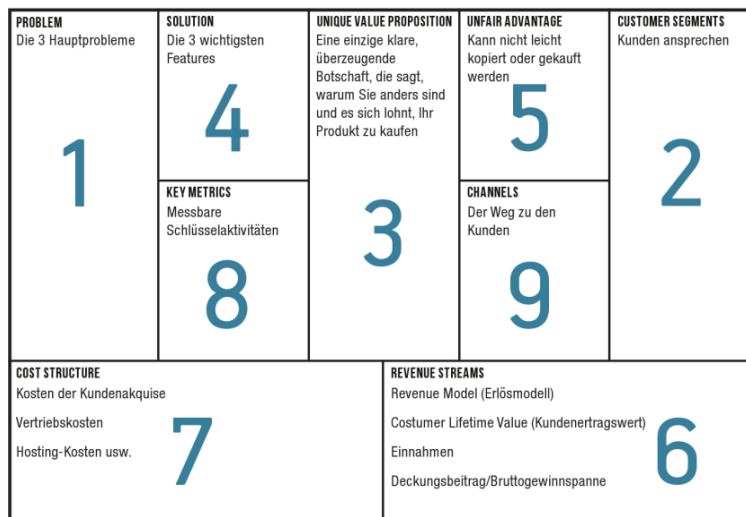 PROBLEM
Die 3 Hauptprobleme
1
SOLUTION
Die 3 wichtigsten
Features
4
KEY METRICS
Messbare
Schlüsselaktivitäten
8
UNIQUE VALUE PROPOSITION
Eine einzige klare,
überzeugende
Botschaft, die sagt,
warum Sie anders sind
und es sich lohnt, Ihr
Produkt zu kaufen
3
UNFAIR ADVANTAGE
Kann nicht leicht
kopiert oder gekauft
werden
5
CHANNELS
Der Weg zu den
Kunden
9
CUSTOMER SEGMENTS
Kunden ansprechen
2
COST STRUCTURE
Kosten der Kundenakquise
Vertriebskosten
Hosting-Kosten usw.
7
REVENUE STREAMS
Revenue Model (Erlösmodell)
Costumer Lifetime Value (Kundenertragswert)
Einnahmen
Deckungsbeitrag/Bruttogewinnspanne
6